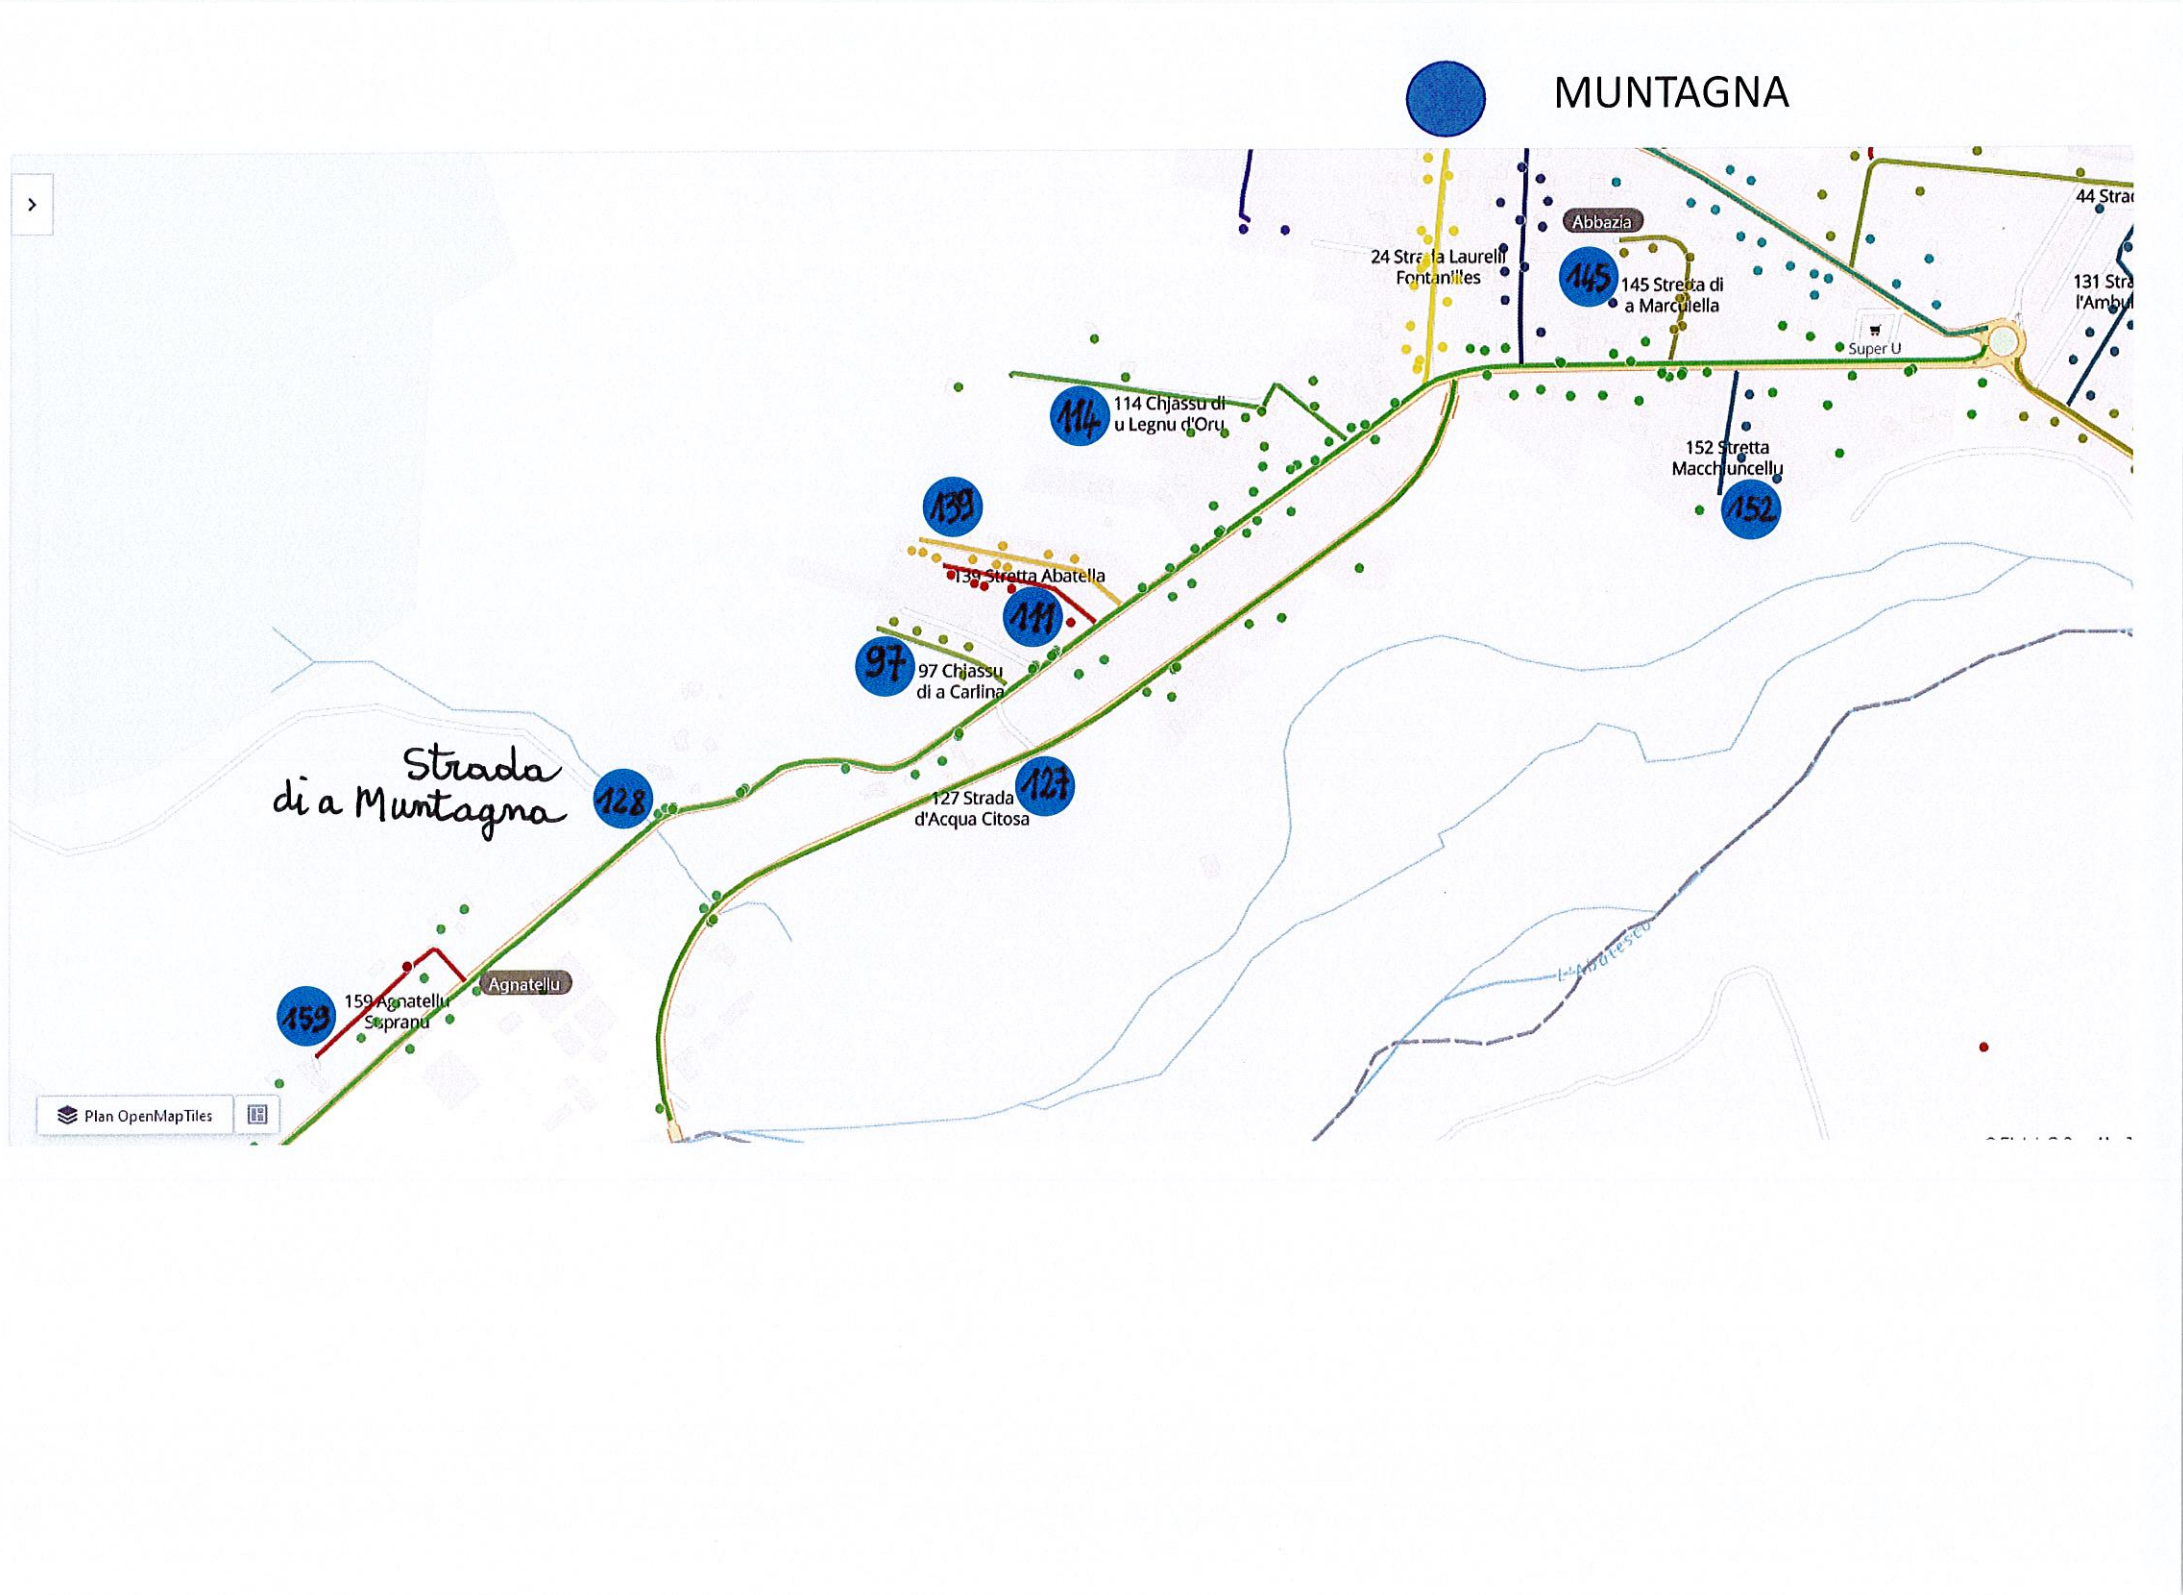 MUNTAGNA
44 Strad
Abbazia
24 Strada Laurelli
Fontanilles
145
145 Stretta di
a Marculella
131 Stra
l'Ambu
Super U
114
114 Chjassu di
u Legnu d'Oru
152 Stretta
Macchiuncellu
152
139
139 Stretta Abatella
111
97
97 Chjassu
di a Carlina
Strada
di a Muntagna
128
127
127 Strada
d'Acqua Citosa
L'Abatesco
Agnatellu
159
159 Agnatellu
Supranu
Plan OpenMapTiles